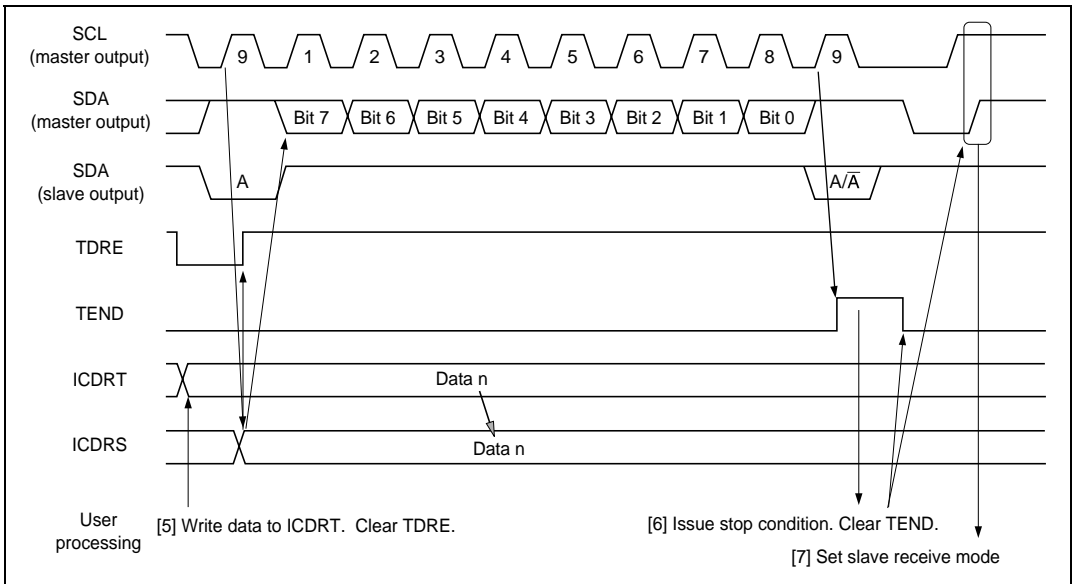 SCL
(master output)
9 1 2 3 4 5 6 7 8 9
SDA
(master output)
Bit 7 Bit 6 Bit 5 Bit 4 Bit 3 Bit 2 Bit 1 Bit 0
SDA
(slave output)
A A/A̅
TDRE
TEND
ICDRT
Data n
ICDRS
Data n
User
processing
[5] Write data to ICDRT. Clear TDRE.
[6] Issue stop condition. Clear TEND.
[7] Set slave receive mode